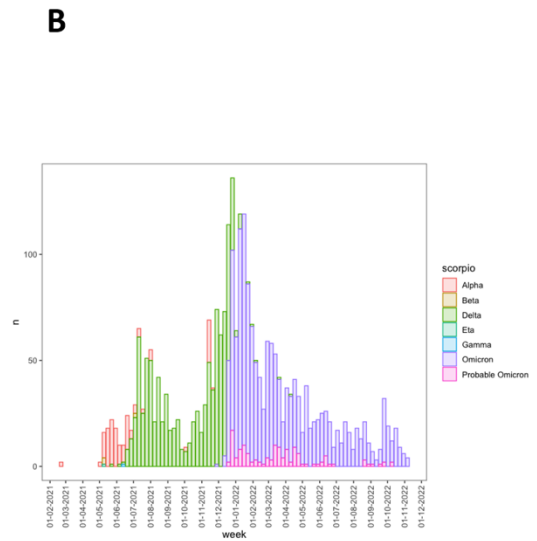 B
n
100
50
0
01-02-2021
01-03-2021
01-04-2021
01-05-2021
01-06-2021
01-07-2021
01-08-2021
01-09-2021
01-10-2021
01-11-2021
01-12-2021
01-01-2022
01-02-2022
01-03-2022
01-04-2022
01-05-2022
01-06-2022
01-07-2022
01-08-2022
01-09-2022
01-10-2022
01-11-2022
01-12-2022
week
scorpio
Alpha
Beta
Delta
Eta
Gamma
Omicron
Probable Omicron